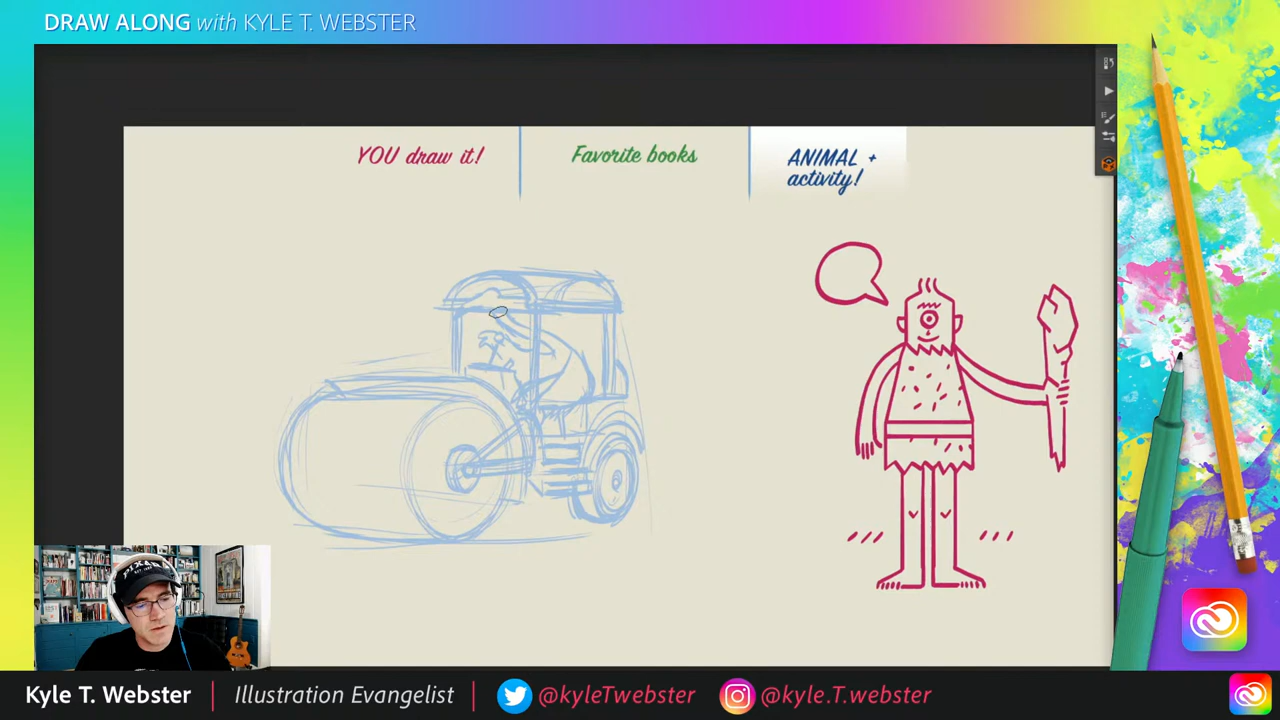 DRAW ALONG with KYLE T. WEBSTER
YOU draw it!
Favorite books
ANIMAL +
activity!
PIXAR
Kyle T. Webster | Illustration Evangelist | @kyleTwebster @kyle.T.webster